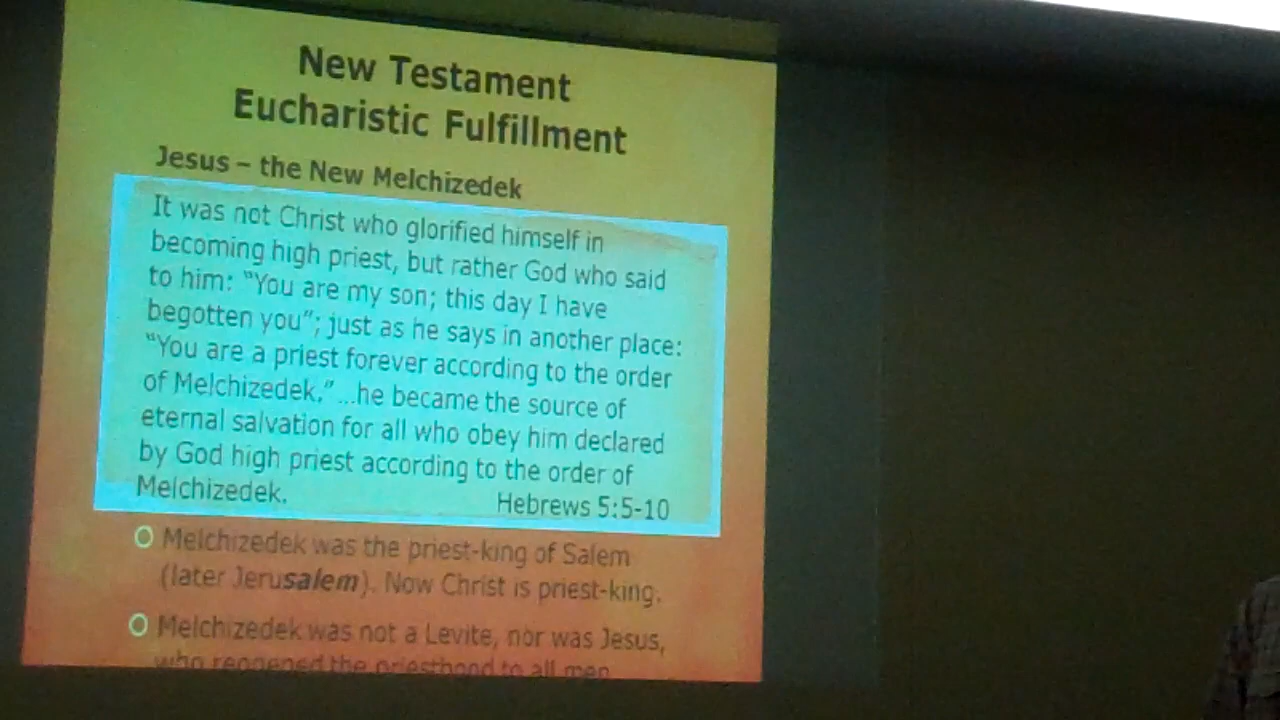 New Testament
Eucharistic Fulfillment
Jesus – the New Melchizedek
It was not Christ who glorified himself in
becoming high priest, but rather God who said
to him: “You are my son; this day I have
begotten you”; just as he says in another place:
“You are a priest forever according to the order
of Melchizedek.” …he became the source of
eternal salvation for all who obey him declared
by God high priest according to the order of
Melchizedek. Hebrews 5:5-10
Melchizedek was the priest-king of Salem
(later Jerusalem). Now Christ is priest-king.
Melchizedek was not a Levite, nor was Jesus,
who reopened the priesthood to all men